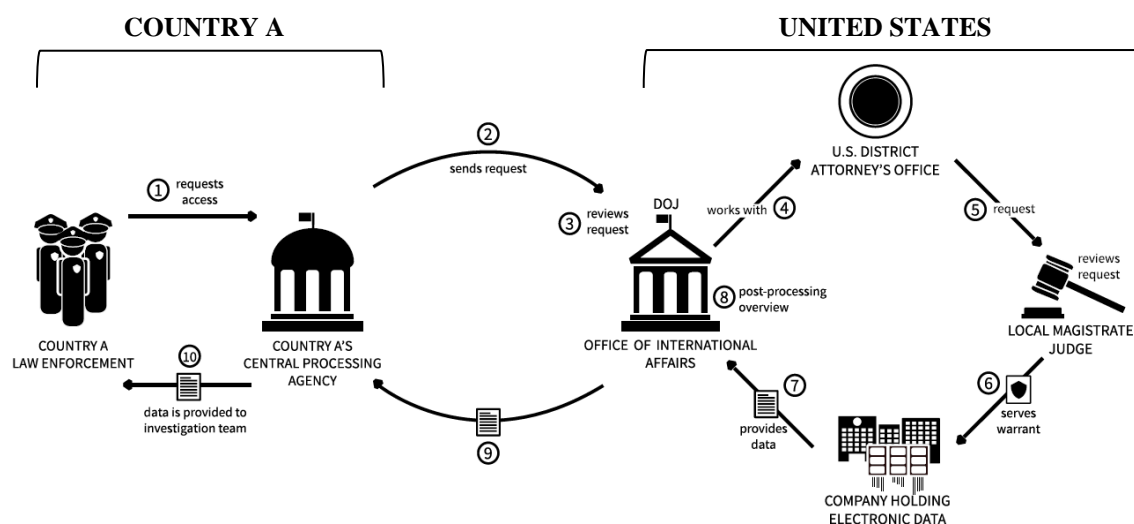 COUNTRY A
UNITED STATES
1 requests
access
2
sends request
3 reviews
request
DOJ
works with 4
U.S. DISTRICT
ATTORNEY'S OFFICE
5 request
reviews
request
8 post-processing
overview
COUNTRY A
LAW ENFORCEMENT
COUNTRY A'S
CENTRAL PROCESSING
AGENCY
OFFICE OF INTERNATIONAL
AFFAIRS
LOCAL MAGISTRATE
JUDGE
10
data is provided to
investigation team
9
7
provides
data
6
serves
warrant
COMPANY HOLDING
ELECTRONIC DATA